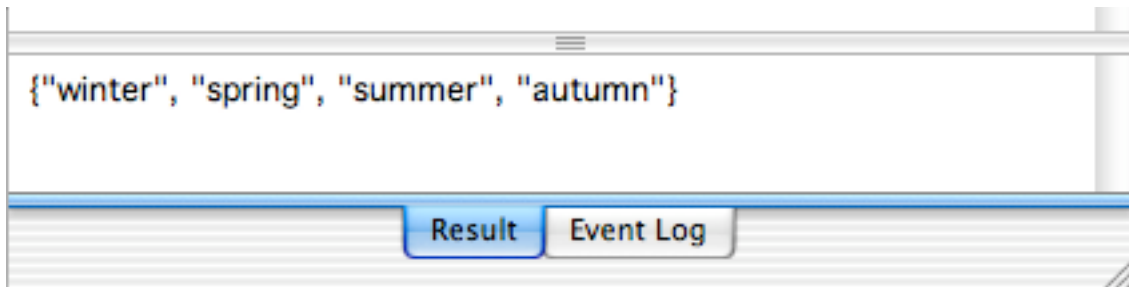 {"winter", "spring", "summer", "autumn"}
Result Event Log